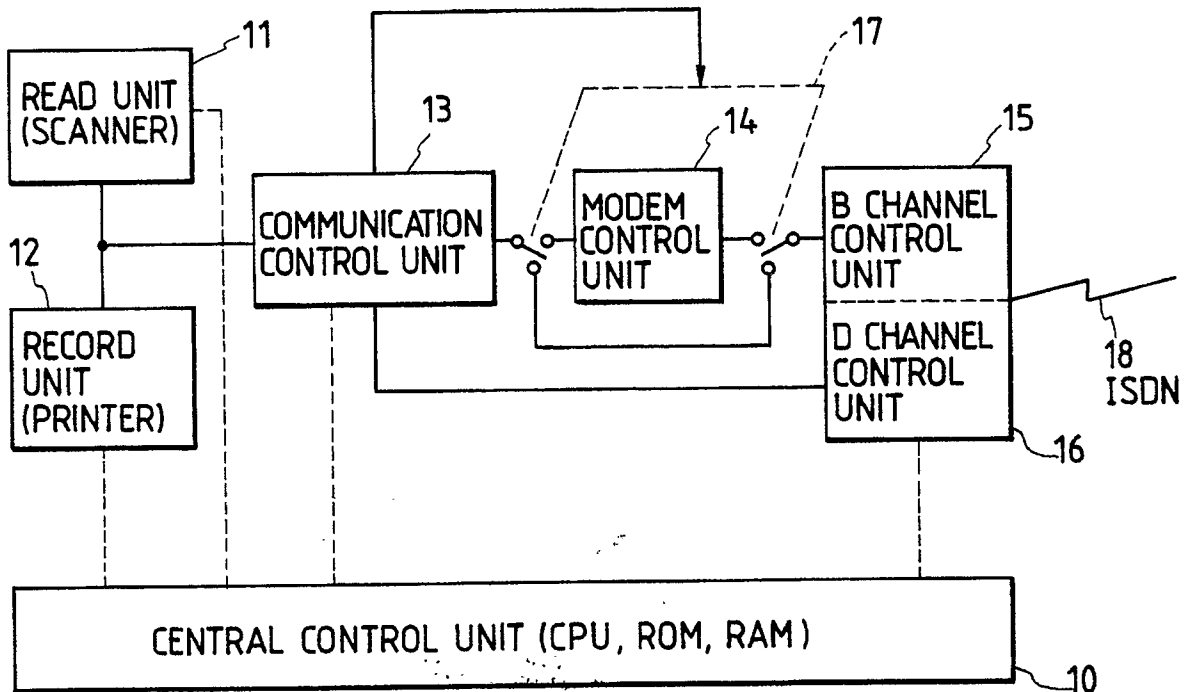 11
READ UNIT
(SCANNER)
12
RECORD
UNIT
(PRINTER)
13
COMMUNICATION
CONTROL UNIT
17
14
MODEM
CONTROL
UNIT
15
B CHANNEL
CONTROL
UNIT
D CHANNEL
CONTROL
UNIT
16
18
ISDN
CENTRAL CONTROL UNIT (CPU, ROM, RAM)
10